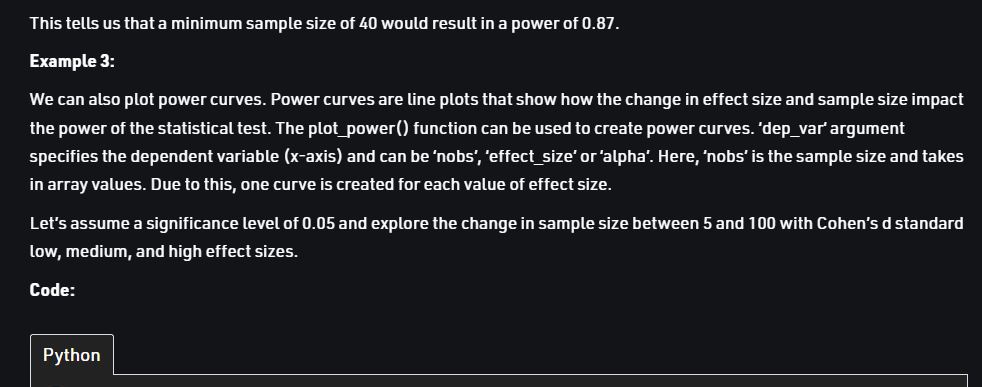 This tells us that a minimum sample size of 40 would result in a power of 0.87.
Example 3:
We can also plot power curves. Power curves are line plots that show how the change in effect size and sample size impact
the power of the statistical test. The plot_power() function can be used to create power curves. ‘dep_var’ argument
specifies the dependent variable (x-axis) and can be ‘nobs’, ‘effect_size’ or ‘alpha’. Here, ‘nobs’ is the sample size and takes
in array values. Due to this, one curve is created for each value of effect size.
Let’s assume a significance level of 0.05 and explore the change in sample size between 5 and 100 with Cohen’s d standard
low, medium, and high effect sizes.
Code:
Python